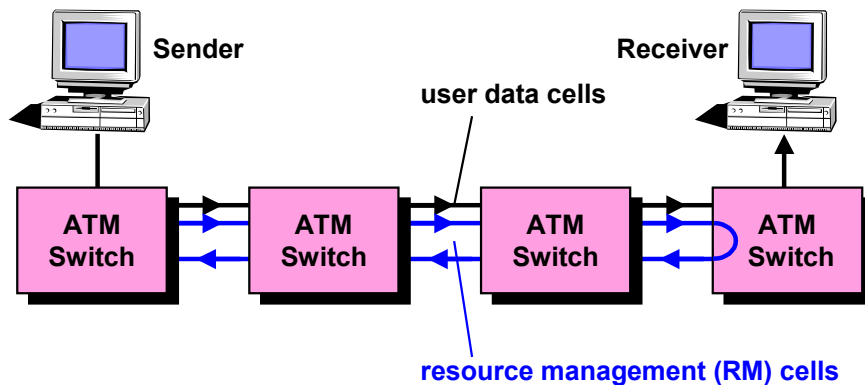 Sender
Receiver
user data cells
ATM
Switch
ATM
Switch
ATM
Switch
ATM
Switch
resource management (RM) cells